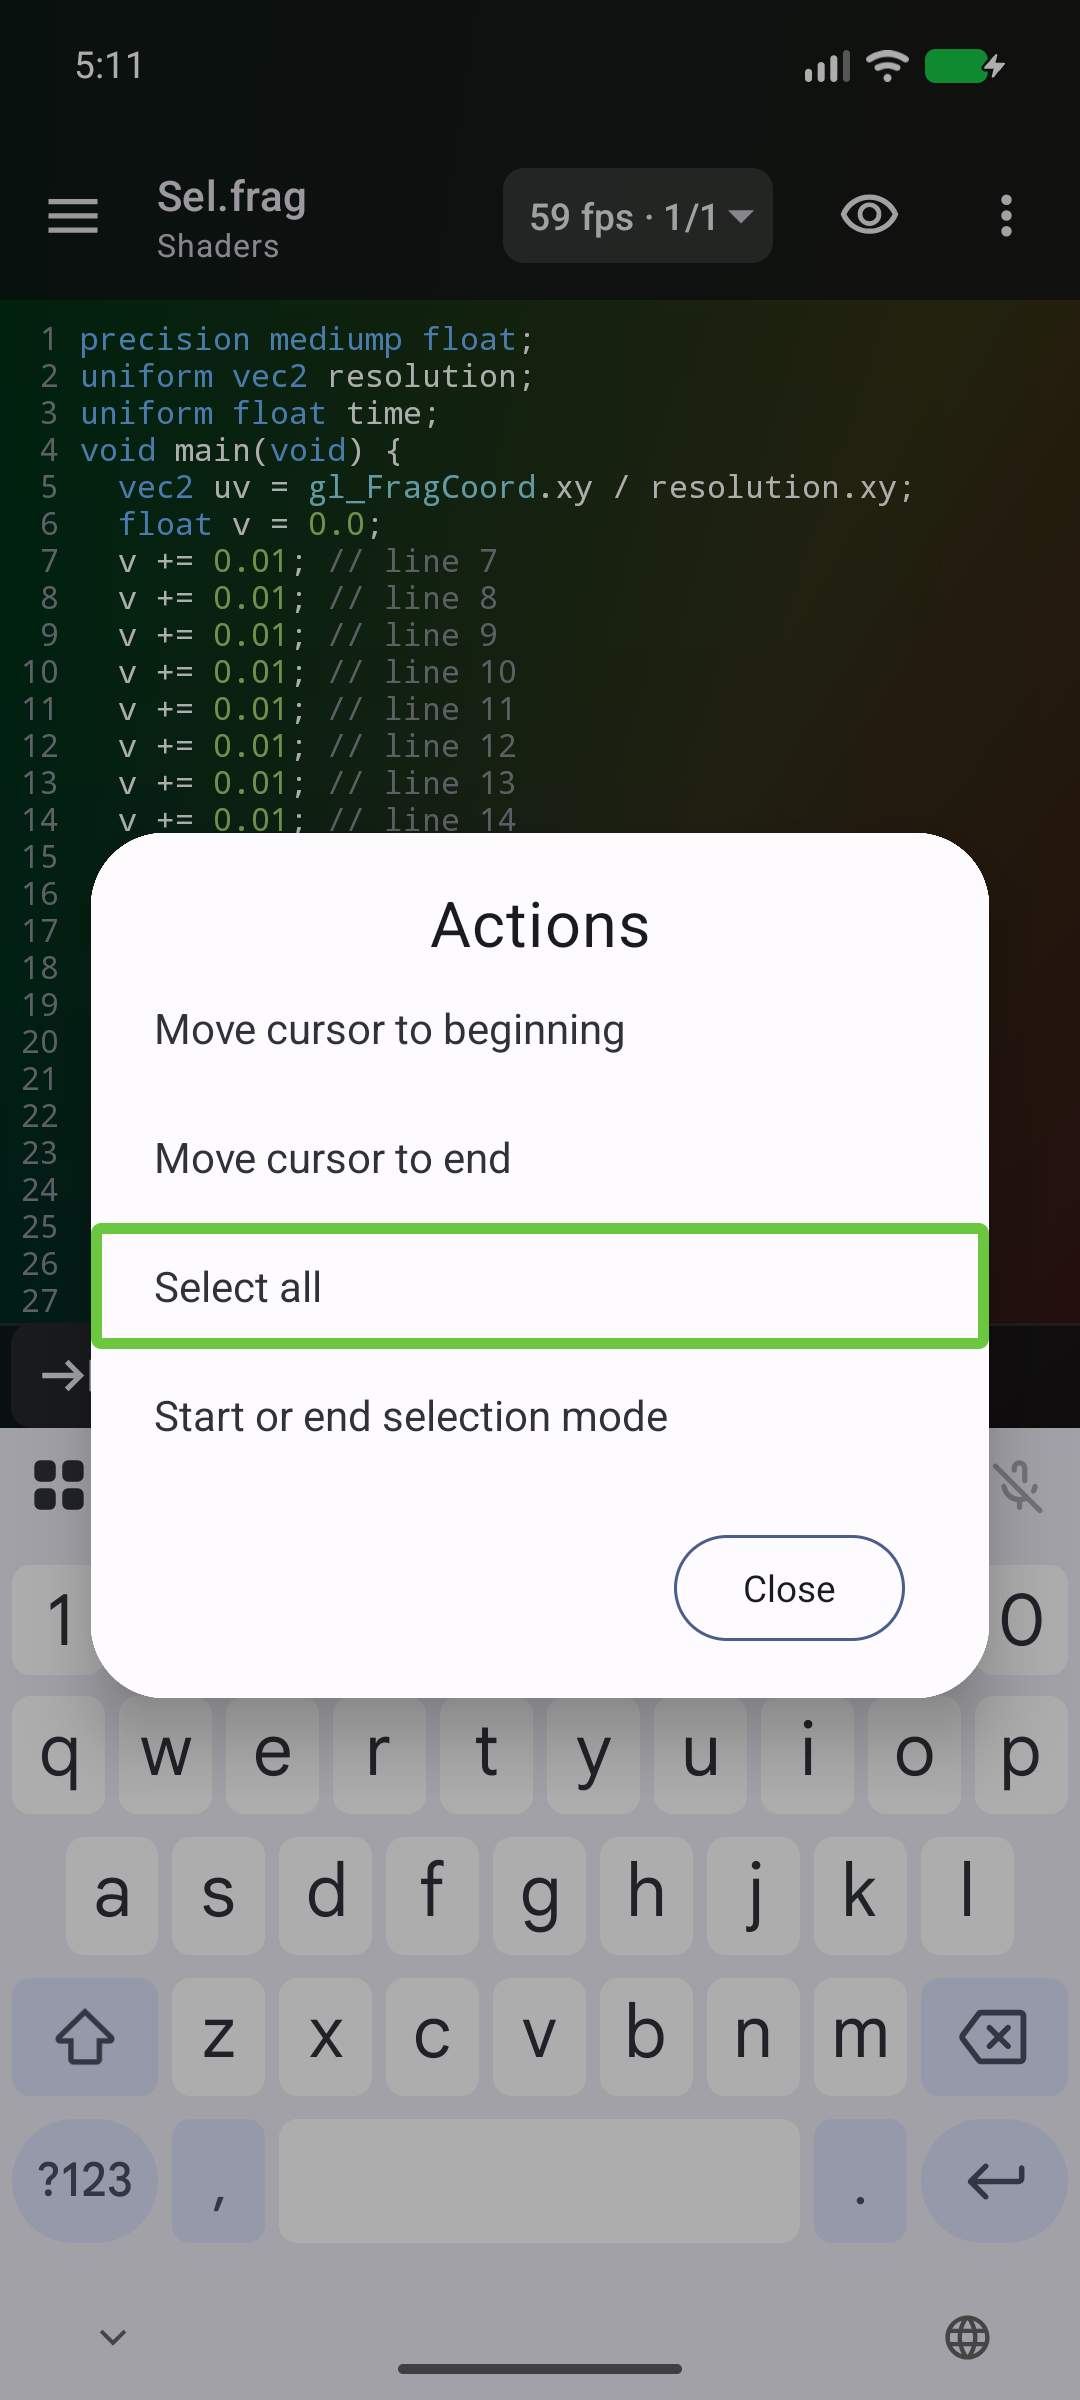 5:11
Sel.frag
Shaders
59 fps · 1/1
1 precision mediump float;
2 uniform vec2 resolution;
3 uniform float time;
4 void main(void) {
5   vec2 uv = gl_FragCoord.xy / resolution.xy;
6   float v = 0.0;
7   v += 0.01; // line 7
8   v += 0.01; // line 8
9   v += 0.01; // line 9
10   v += 0.01; // line 10
11   v += 0.01; // line 11
12   v += 0.01; // line 12
13   v += 0.01; // line 13
14   v += 0.01; // line 14
15
16
17
18
19
20
21
22
23
24
25
26
27
Actions
Move cursor to beginning
Move cursor to end
Select all
Start or end selection mode
Close
1 0
q w e r t y u i o p
a s d f g h j k l
z x c v b n m
?123 , .